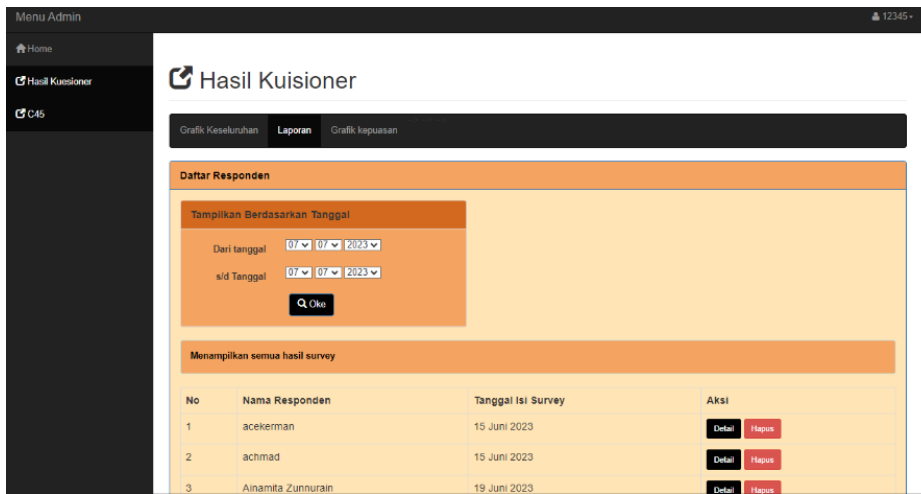 Menu Admin
12345
Home
Hasil Kuesioner
C45
Hasil Kuisioner
Grafik Keseluruhan Laporan Grafik kepuasan
Daftar Responden
Tampilkan Berdasarkan Tanggal
Dari tanggal 07 07 2023
s/d Tanggal 07 07 2023
Oke
Menampilkan semua hasil survey
No Nama Responden Tanggal Isi Survey Aksi
1 acekerman 15 Juni 2023 Detail Hapus
2 achmad 15 Juni 2023 Detail Hapus
3 Ainamita Zunnurain 19 Juni 2023 Detail Hapus